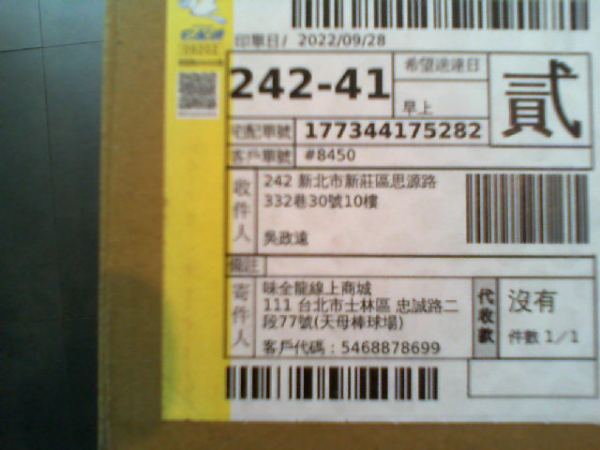 宅配通
印單日/ 2022/09/28
242-41
希望送達日
早上
貳
宅配單號
177344175282
客戶單號
#8450
收件人
242 新北市新莊區思源路
332巷30號10樓
吳政遠
備註
寄件人
味全龍線上商城
111 台北市士林區 忠誠路二
段77號(天母棒球場)
客戶代碼：5468878699
代收款
沒有
件數 1／1